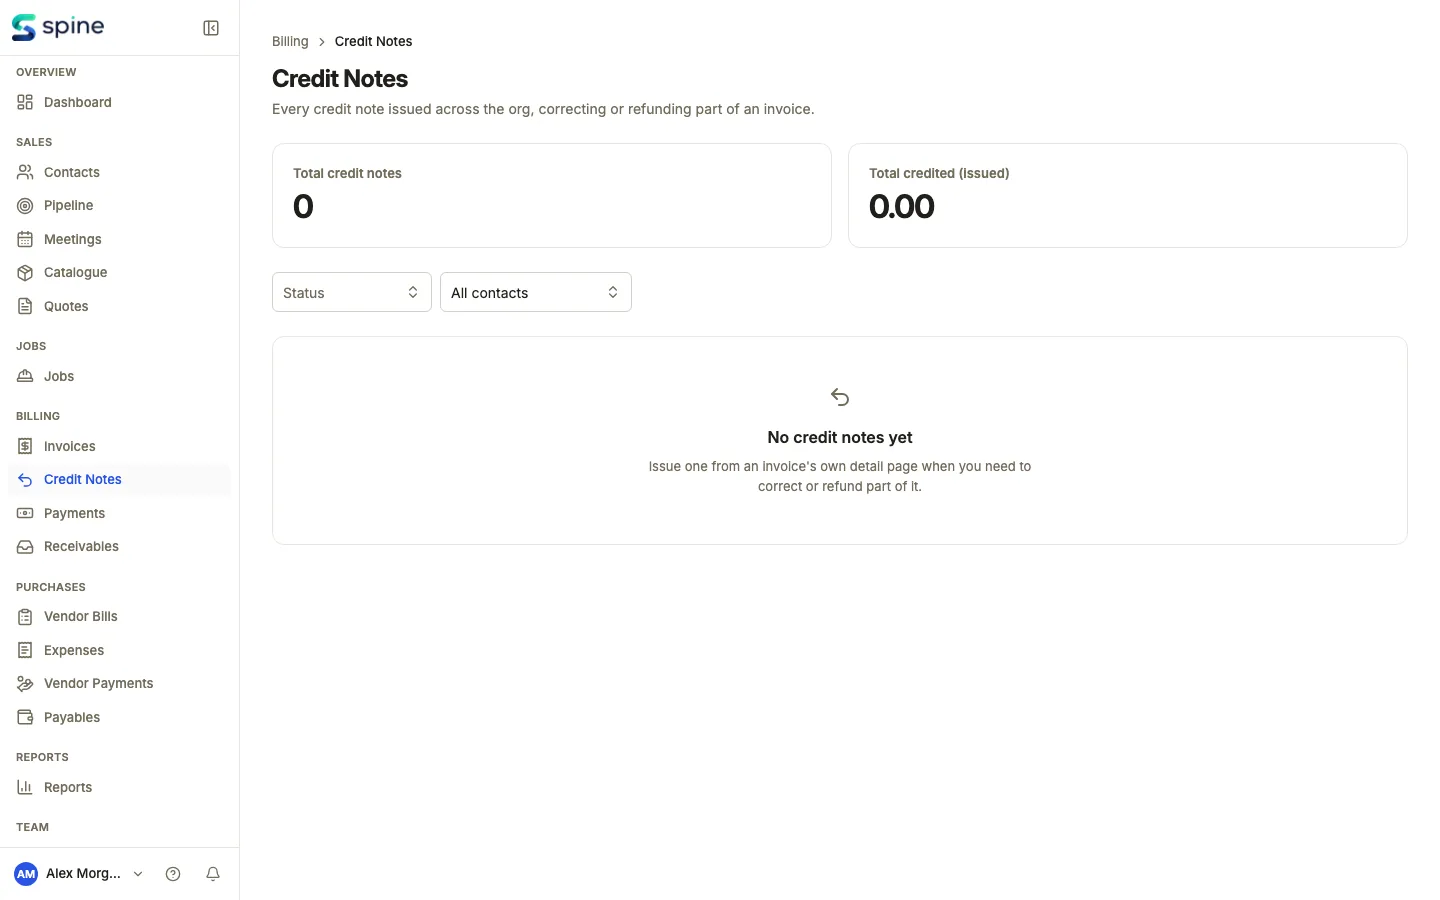 spine
OVERVIEW
Dashboard
SALES
Contacts
Pipeline
Meetings
Catalogue
Quotes
JOBS
Jobs
BILLING
Invoices
Credit Notes
Payments
Receivables
PURCHASES
Vendor Bills
Expenses
Vendor Payments
Payables
REPORTS
Reports
TEAM
AM Alex Morg...
Billing > Credit Notes
Credit Notes
Every credit note issued across the org, correcting or refunding part of an invoice.
Total credit notes
0
Total credited (issued)
0.00
Status
All contacts
No credit notes yet
Issue one from an invoice's own detail page when you need to
correct or refund part of it.